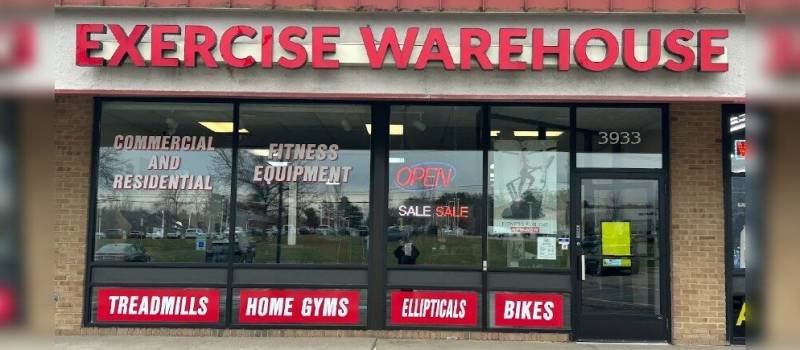 EXERCISE WAREHOUSE
COMMERCIAL
AND
RESIDENTIAL
FITNESS
EQUIPMENT
OPEN
SALE SALE
3933
TREADMILLS
HOME GYMS
ELLIPTICALS
BIKES